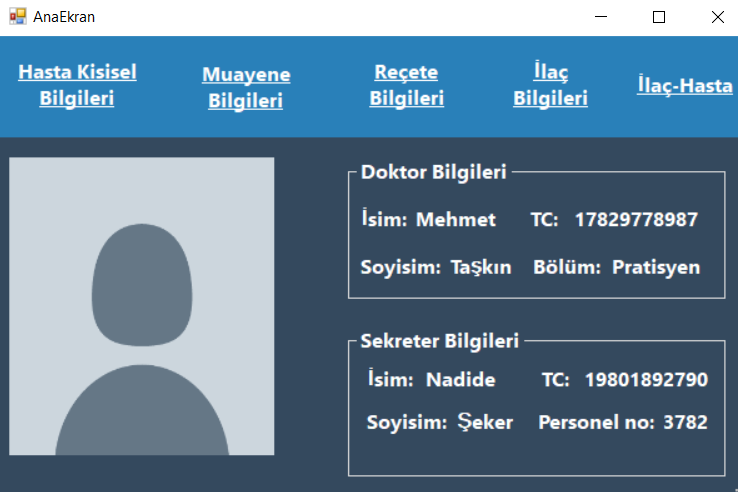 AnaEkran
Hasta Kisisel
Bilgileri
Muayene
Bilgileri
Reçete
Bilgileri
İlaç
Bilgileri
İlaç-Hasta
Doktor Bilgileri
İsim: Mehmet TC: 17829778987
Soyisim: Taşkın Bölüm: Pratisyen
Sekreter Bilgileri
İsim: Nadide TC: 19801892790
Soyisim: Şeker Personel no: 3782